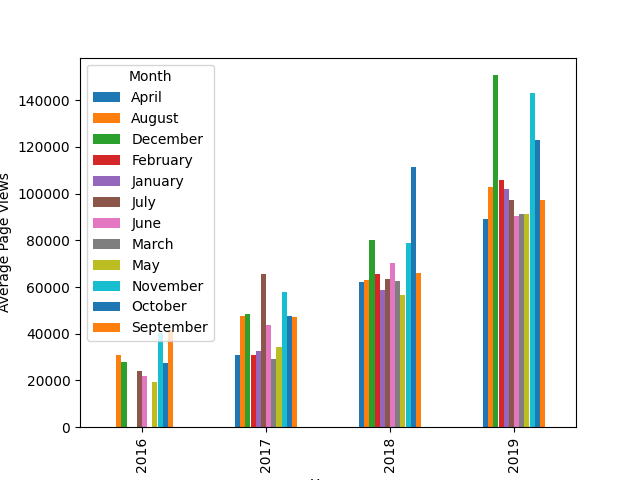 Month
April
August
December
February
January
July
June
March
May
November
October
September
Average Page Views
140000
120000
100000
80000
60000
40000
20000
0
2016
2017
2018
2019